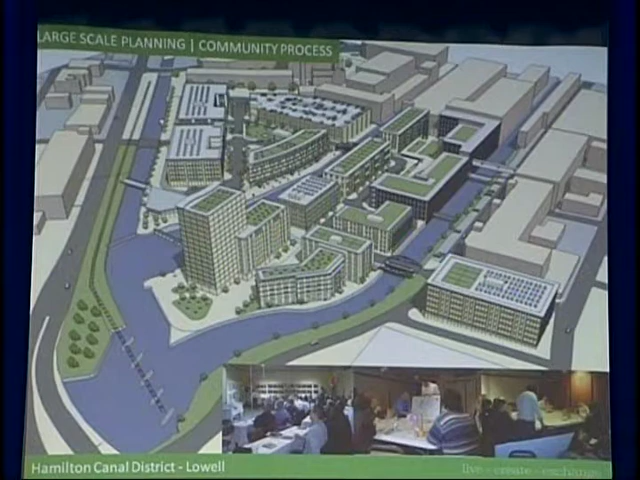 LARGE SCALE PLANNING | COMMUNITY PROCESS
Hamilton Canal District - Lowell
live - create - exchange